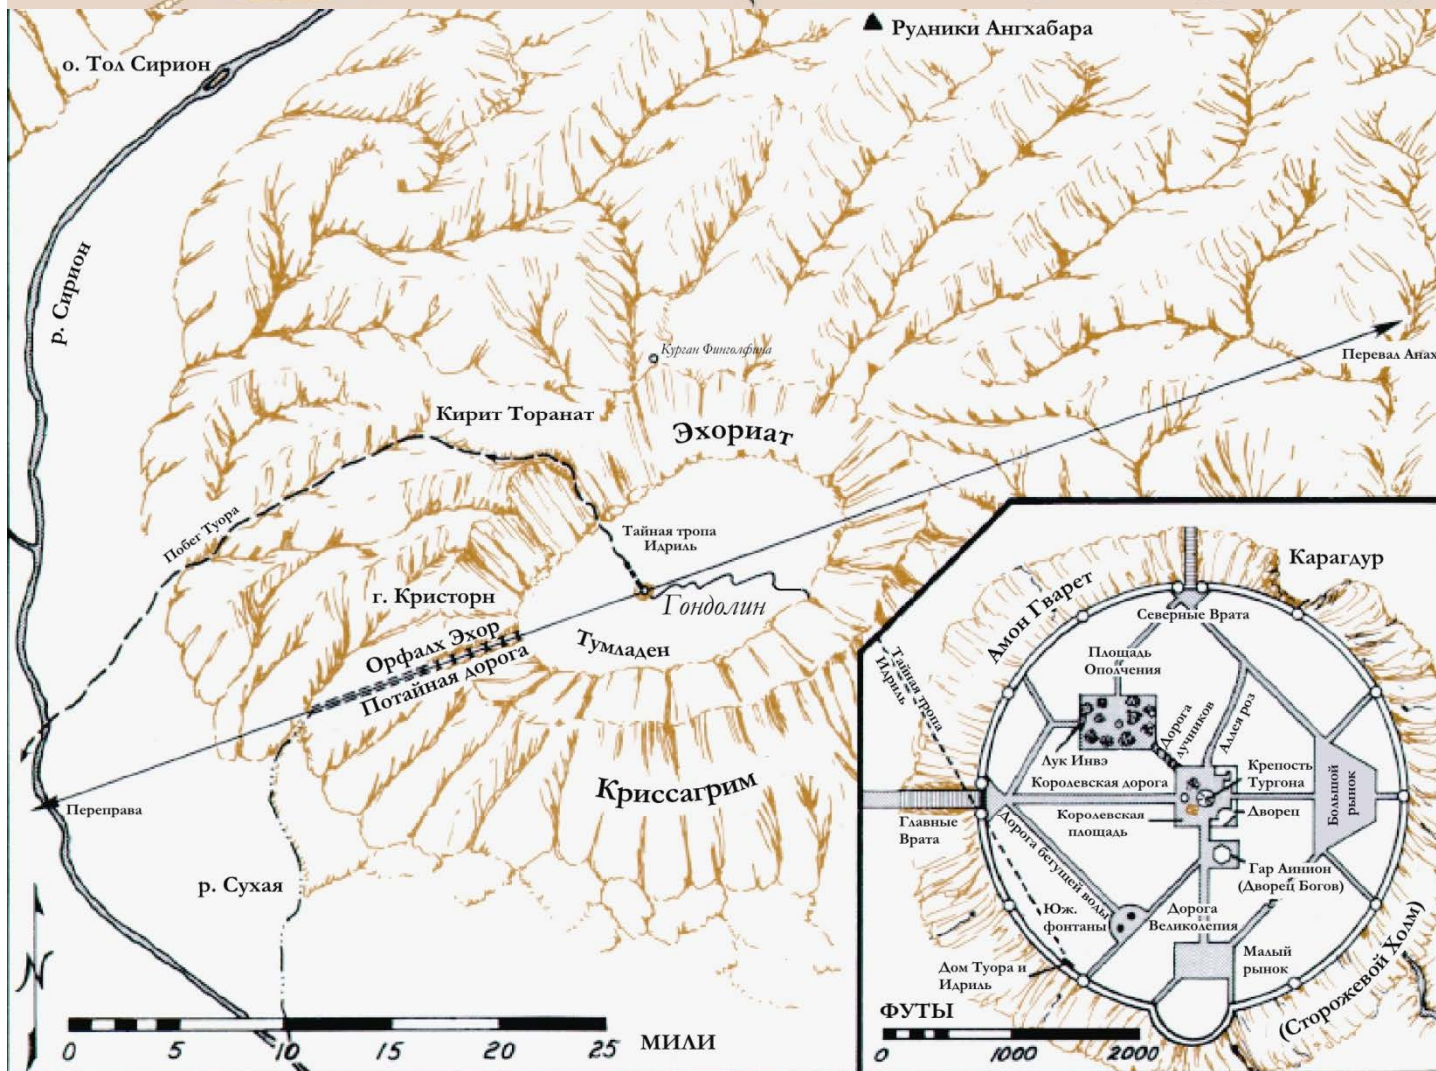 Рудники Ангхабара
о. Тол Сирион
р. Сирион
Курган Финголфина
Перевал Анах
Кирит Торанат
Эхориат
Побег Туора
Тайная тропа
Идриль
г. Кристорн
Гондолин
Орфалх Эхор
Потайная дорога
Тумладен
Криссагрим
Переправа
р. Сухая
N
0 5 10 15 20 25 МИЛИ
Карагдур
Амон Гварет
Северные Врата
Тайная тропа
Идриль
Площадь
Ополчения
Дорога
лучников
Аллея роз
Лук Инвэ
Королевская дорога
Крепость
Тургона
Большой
рынок
Главные
Врата
Королевская
площадь
Дворец
Дорога бегущей воды
Гар Аинион
(Дворец Богов)
Юж.
фонтаны
Дорога
Великолепия
Дом Туора и
Идриль
Малый
рынок
(Сторожевой Холм)
ФУТЫ
0 1000 2000